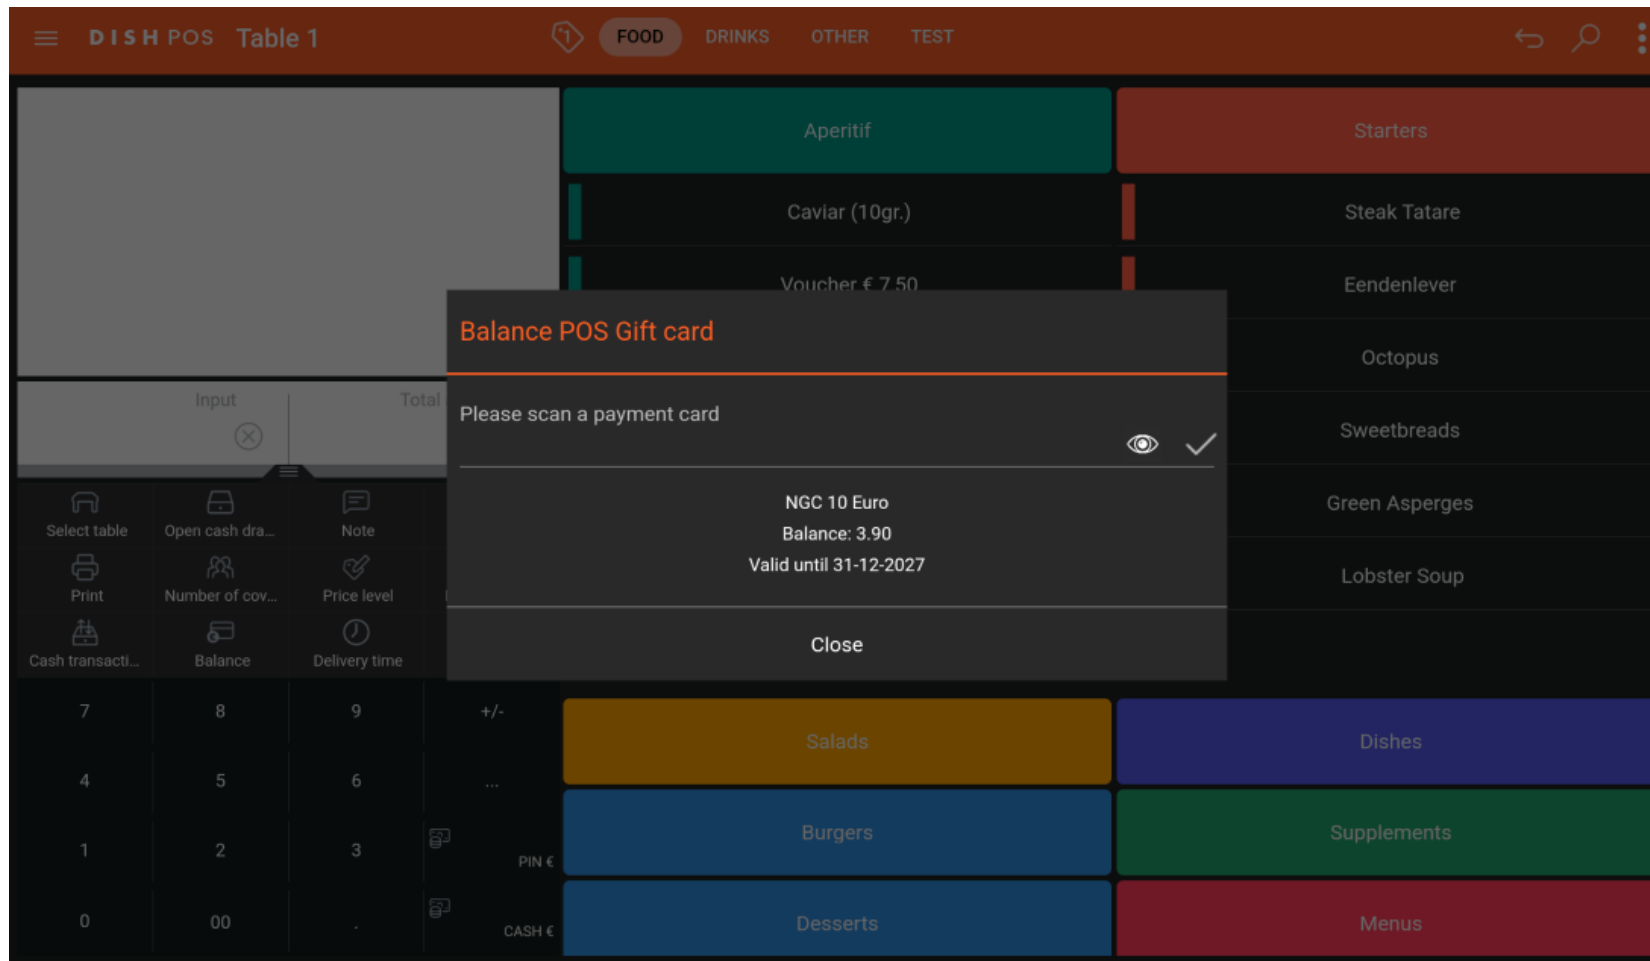 DISH POS Table 1
1
FOOD
DRINKS
OTHER
TEST
Aperitif
Starters
Caviar (10gr.)
Steak Tatare
Voucher € 7.50
Eendenlever
Octopus
Sweetbreads
Green Asperges
Lobster Soup
Input
Total
Balance POS Gift card
Please scan a payment card
NGC 10 Euro
Balance: 3.90
Valid until 31-12-2027
Close
Select table
Open cash dra...
Note
Print
Number of cov...
Price level
Cash transacti...
Balance
Delivery time
7
8
9
+/-
4
5
6
...
1
2
3
PIN €
0
00
.
CASH €
Salads
Dishes
Burgers
Supplements
Desserts
Menus